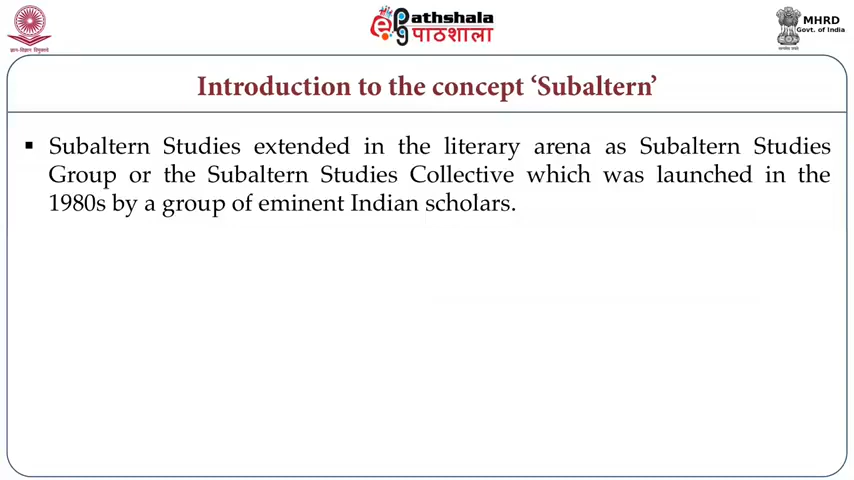 ज्ञान-विज्ञान विमुक्तये
e Pathshala
पाठशाला
MHRD
Govt. of India
Introduction to the concept ‘Subaltern’
▪ Subaltern Studies extended in the literary arena as Subaltern Studies
Group or the Subaltern Studies Collective which was launched in the
1980s by a group of eminent Indian scholars.